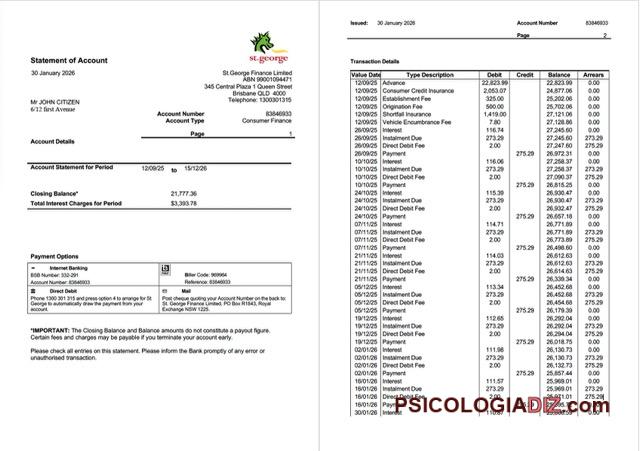 st.george
Statement of Account
30 January 2026
St.George Finance Limited
ABN 99001094471
345 Central Plaza 1 Queen Street
Brisbane QLD 4000
Telephone: 1300301315
Mr JOHN CITIZEN
6/12 first Avenue
Account Number 83846933
Account Type Consumer Finance
Page 1
Account Details
Account Statement for Period 12/09/25 to 15/12/26
Closing Balance* 21,777.36
Total Interest Charges for Period $3,393.78
Payment Options
Internet Banking
BSB Number: 332-291
Account Number: 83846933
Biller Code: 969964
Direct Debit
Phone 1300 301 315 and press option 4 to arrange for St
George to automatically draw the payment from your
account.
Mail
Post cheque quoting your Account Number on the back to:
St. George Finance Limited, PO Box R1843, Royal
Exchange NSW 1225.
*IMPORTANT: The Closing Balance and Balance amounts do not constitute a payout figure.
Certain fees and charges may be payable if you terminate your account early.
Please check all entries on this statement. Please inform the Bank promptly of any error or
unauthorised transaction.
Issued: 30 January 2026 Account Number 83846933
Page 2
Transaction Details
Value Date Type Description Debit Credit Balance Arrears
12/09/25 Advance 22,823.99 22,823.99 0.00
12/09/25 Consumer Credit Insurance 2,053.07 24,877.06 0.00
12/09/25 Establishment Fee 325.00 25,202.06 0.00
12/09/25 Origination Fee 500.00 25,702.06 0.00
12/09/25 Shortfall Insurance 1,419.00 27,121.06 0.00
12/09/25 Vehicle Encumbrance Fee 7.80 27,128.86 0.00
26/09/25 Interest 116.74 27,245.60 0.00
26/09/25 Instalment Due 273.29 27,245.60 273.29
26/09/25 Direct Debit Fee 2.00 27,247.60 275.29
26/09/25 Payment 275.29 26,972.31 0.00
10/10/25 Interest 116.06 27,258.37 0.00
10/10/25 Instalment Due 273.29 27,258.37 273.29
10/10/25 Direct Debit Fee 2.00 27,090.37 275.29
10/10/25 Payment 275.29 26,815.25 0.00
24/10/25 Interest 115.39 26,930.47 0.00
24/10/25 Instalment Due 273.29 26,930.47 273.29
24/10/25 Direct Debit Fee 2.00 26,932.47 275.29
24/10/25 Payment 275.29 26,657.18 0.00
07/11/25 Interest 114.71 26,771.89 0.00
07/11/25 Instalment Due 273.29 26,771.89 273.29
07/11/25 Direct Debit Fee 2.00 26,773.89 275.29
07/11/25 Payment 275.29 26,498.60 0.00
21/11/25 Interest 114.03 26,612.63 0.00
21/11/25 Instalment Due 273.29 26,612.63 273.29
21/11/25 Direct Debit Fee 2.00 26,614.63 275.29
21/11/25 Payment 275.29 26,339.34 0.00
05/12/25 Interest 113.34 26,452.68 0.00
05/12/25 Instalment Due 273.29 26,452.68 273.29
05/12/25 Direct Debit Fee 2.00 26,454.68 275.29
05/12/25 Payment 275.29 26,179.39 0.00
19/12/25 Interest 112.65 26,292.04 0.00
19/12/25 Instalment Due 273.29 26,292.04 273.29
19/12/25 Direct Debit Fee 2.00 26,294.04 275.29
19/12/25 Payment 275.29 26,018.75 0.00
02/01/26 Interest 111.98 26,130.73 0.00
02/01/26 Instalment Due 273.29 26,130.73 273.29
02/01/26 Direct Debit Fee 2.00 26,132.73 275.29
02/01/26 Payment 275.29 25,857.44 0.00
16/01/26 Interest 111.57 25,969.01 0.00
16/01/26 Instalment Due 273.29 25,969.01 273.29
16/01/26 Direct Debit Fee 2.00 25,971.01 275.29
16/01/26 0.00
30/01/26 Interest 0.00
PSICOLOGIADIZ.com